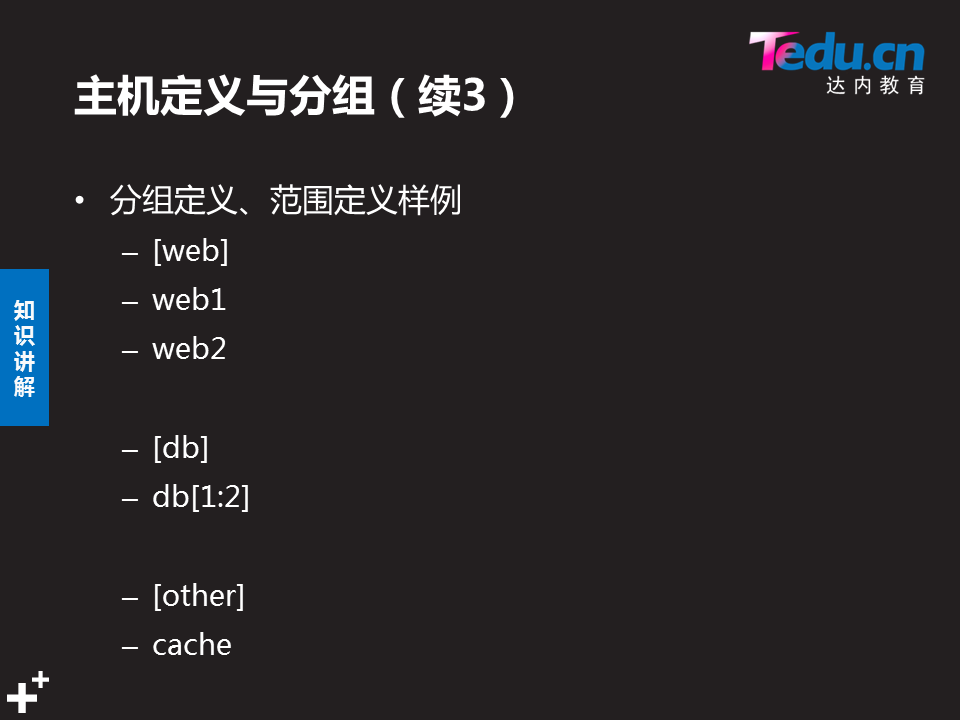 Tedu.cn
达内教育
主机定义与分组（续3）
• 分组定义、范围定义样例
– [web]
– web1
– web2
– [db]
– db[1:2]
– [other]
– cache
知
识
讲
解